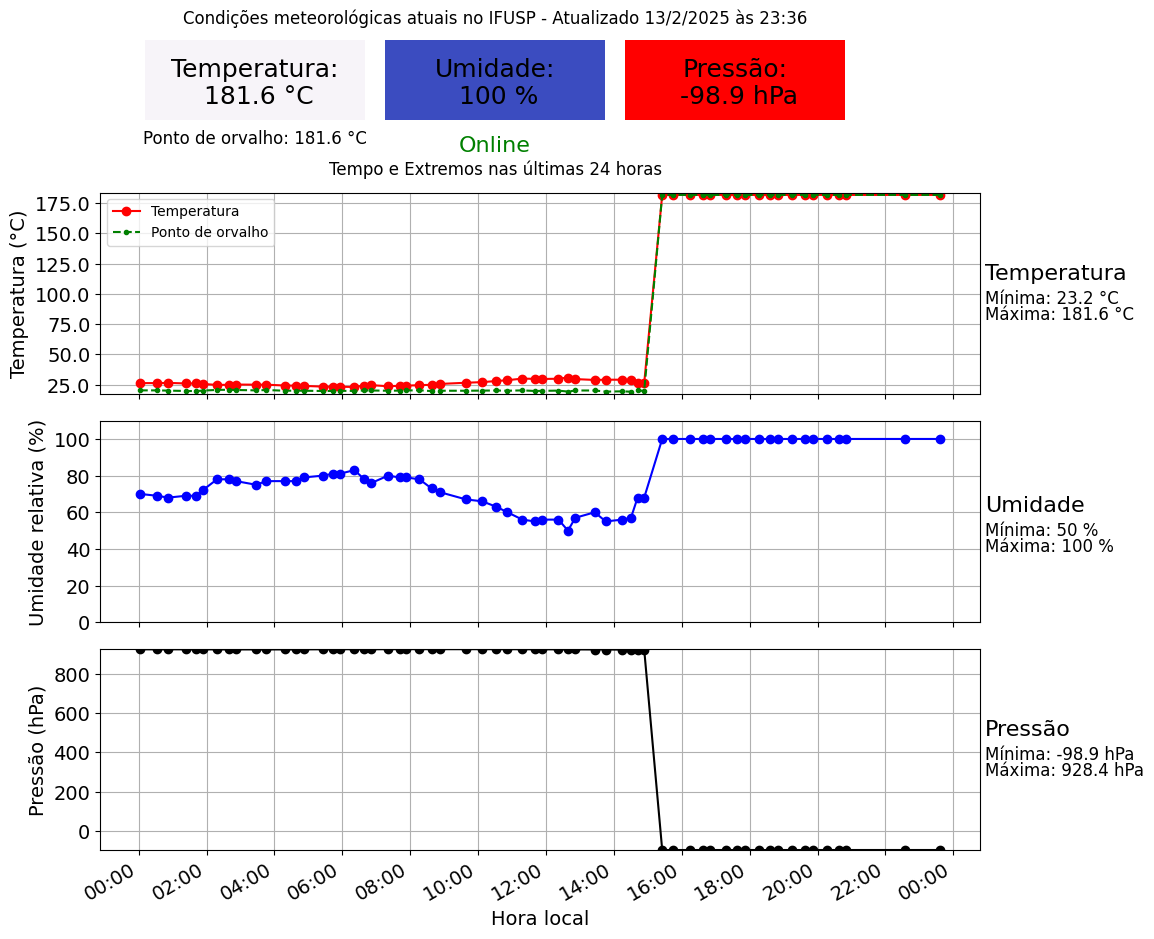 Condições meteorológicas atuais no IFUSP - Atualizado 13/2/2025 às 23:36
Temperatura:
181.6 °C
Umidade:
100 %
Pressão:
-98.9 hPa
Ponto de orvalho: 181.6 °C
Online
Tempo e Extremos nas últimas 24 horas
Temperatura (°C)
175.0
150.0
125.0
100.0
75.0
50.0
25.0
Temperatura
Ponto de orvalho
Temperatura
Mínima: 23.2 °C
Máxima: 181.6 °C
Umidade relativa (%)
100
80
60
40
20
0
Umidade
Mínima: 50 %
Máxima: 100 %
Pressão (hPa)
800
600
400
200
0
Pressão
Mínima: -98.9 hPa
Máxima: 928.4 hPa
00:00 02:00 04:00 06:00 08:00 10:00 12:00 14:00 16:00 18:00 20:00 22:00 00:00
Hora local